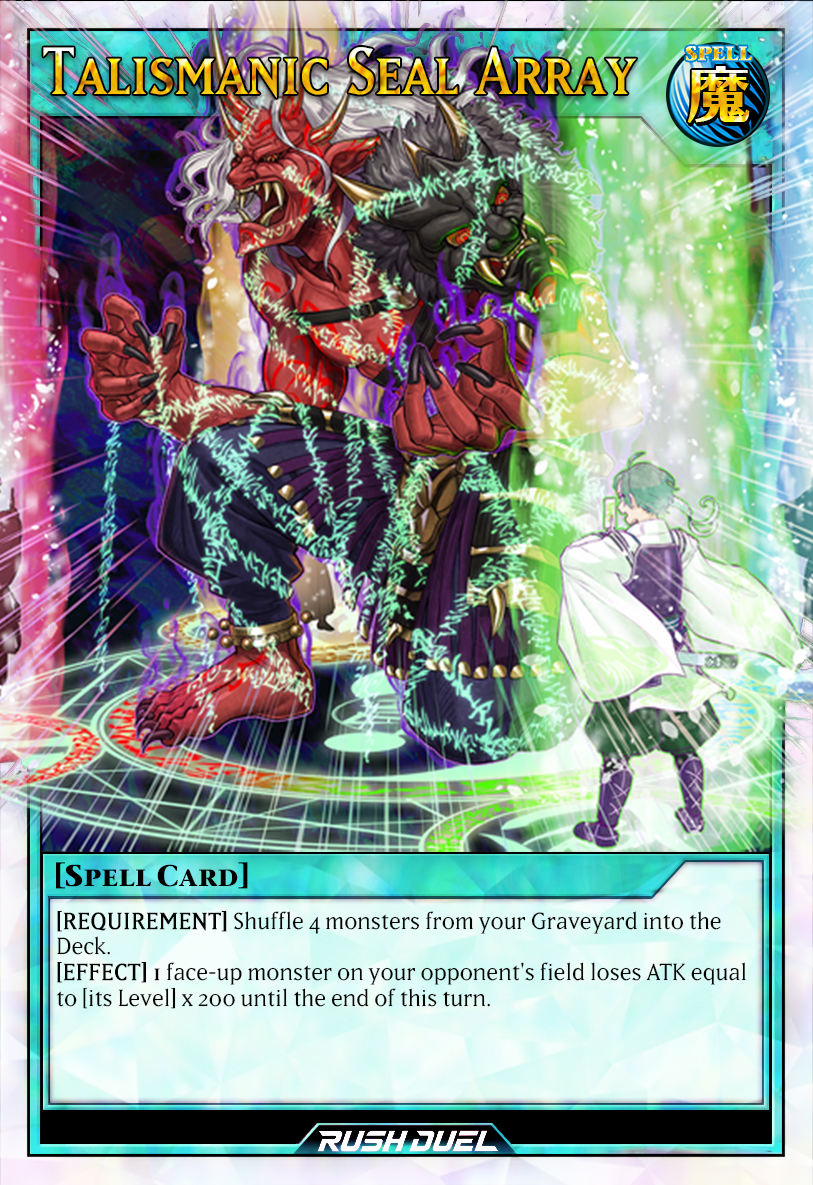 TALISMANIC SEAL ARRAY
SPELL
魔
[SPELL CARD]
[REQUIREMENT] Shuffle 4 monsters from your Graveyard into the
Deck.
[EFFECT] 1 face-up monster on your opponent's field loses ATK equal
to [its Level] x 200 until the end of this turn.
RUSH DUEL